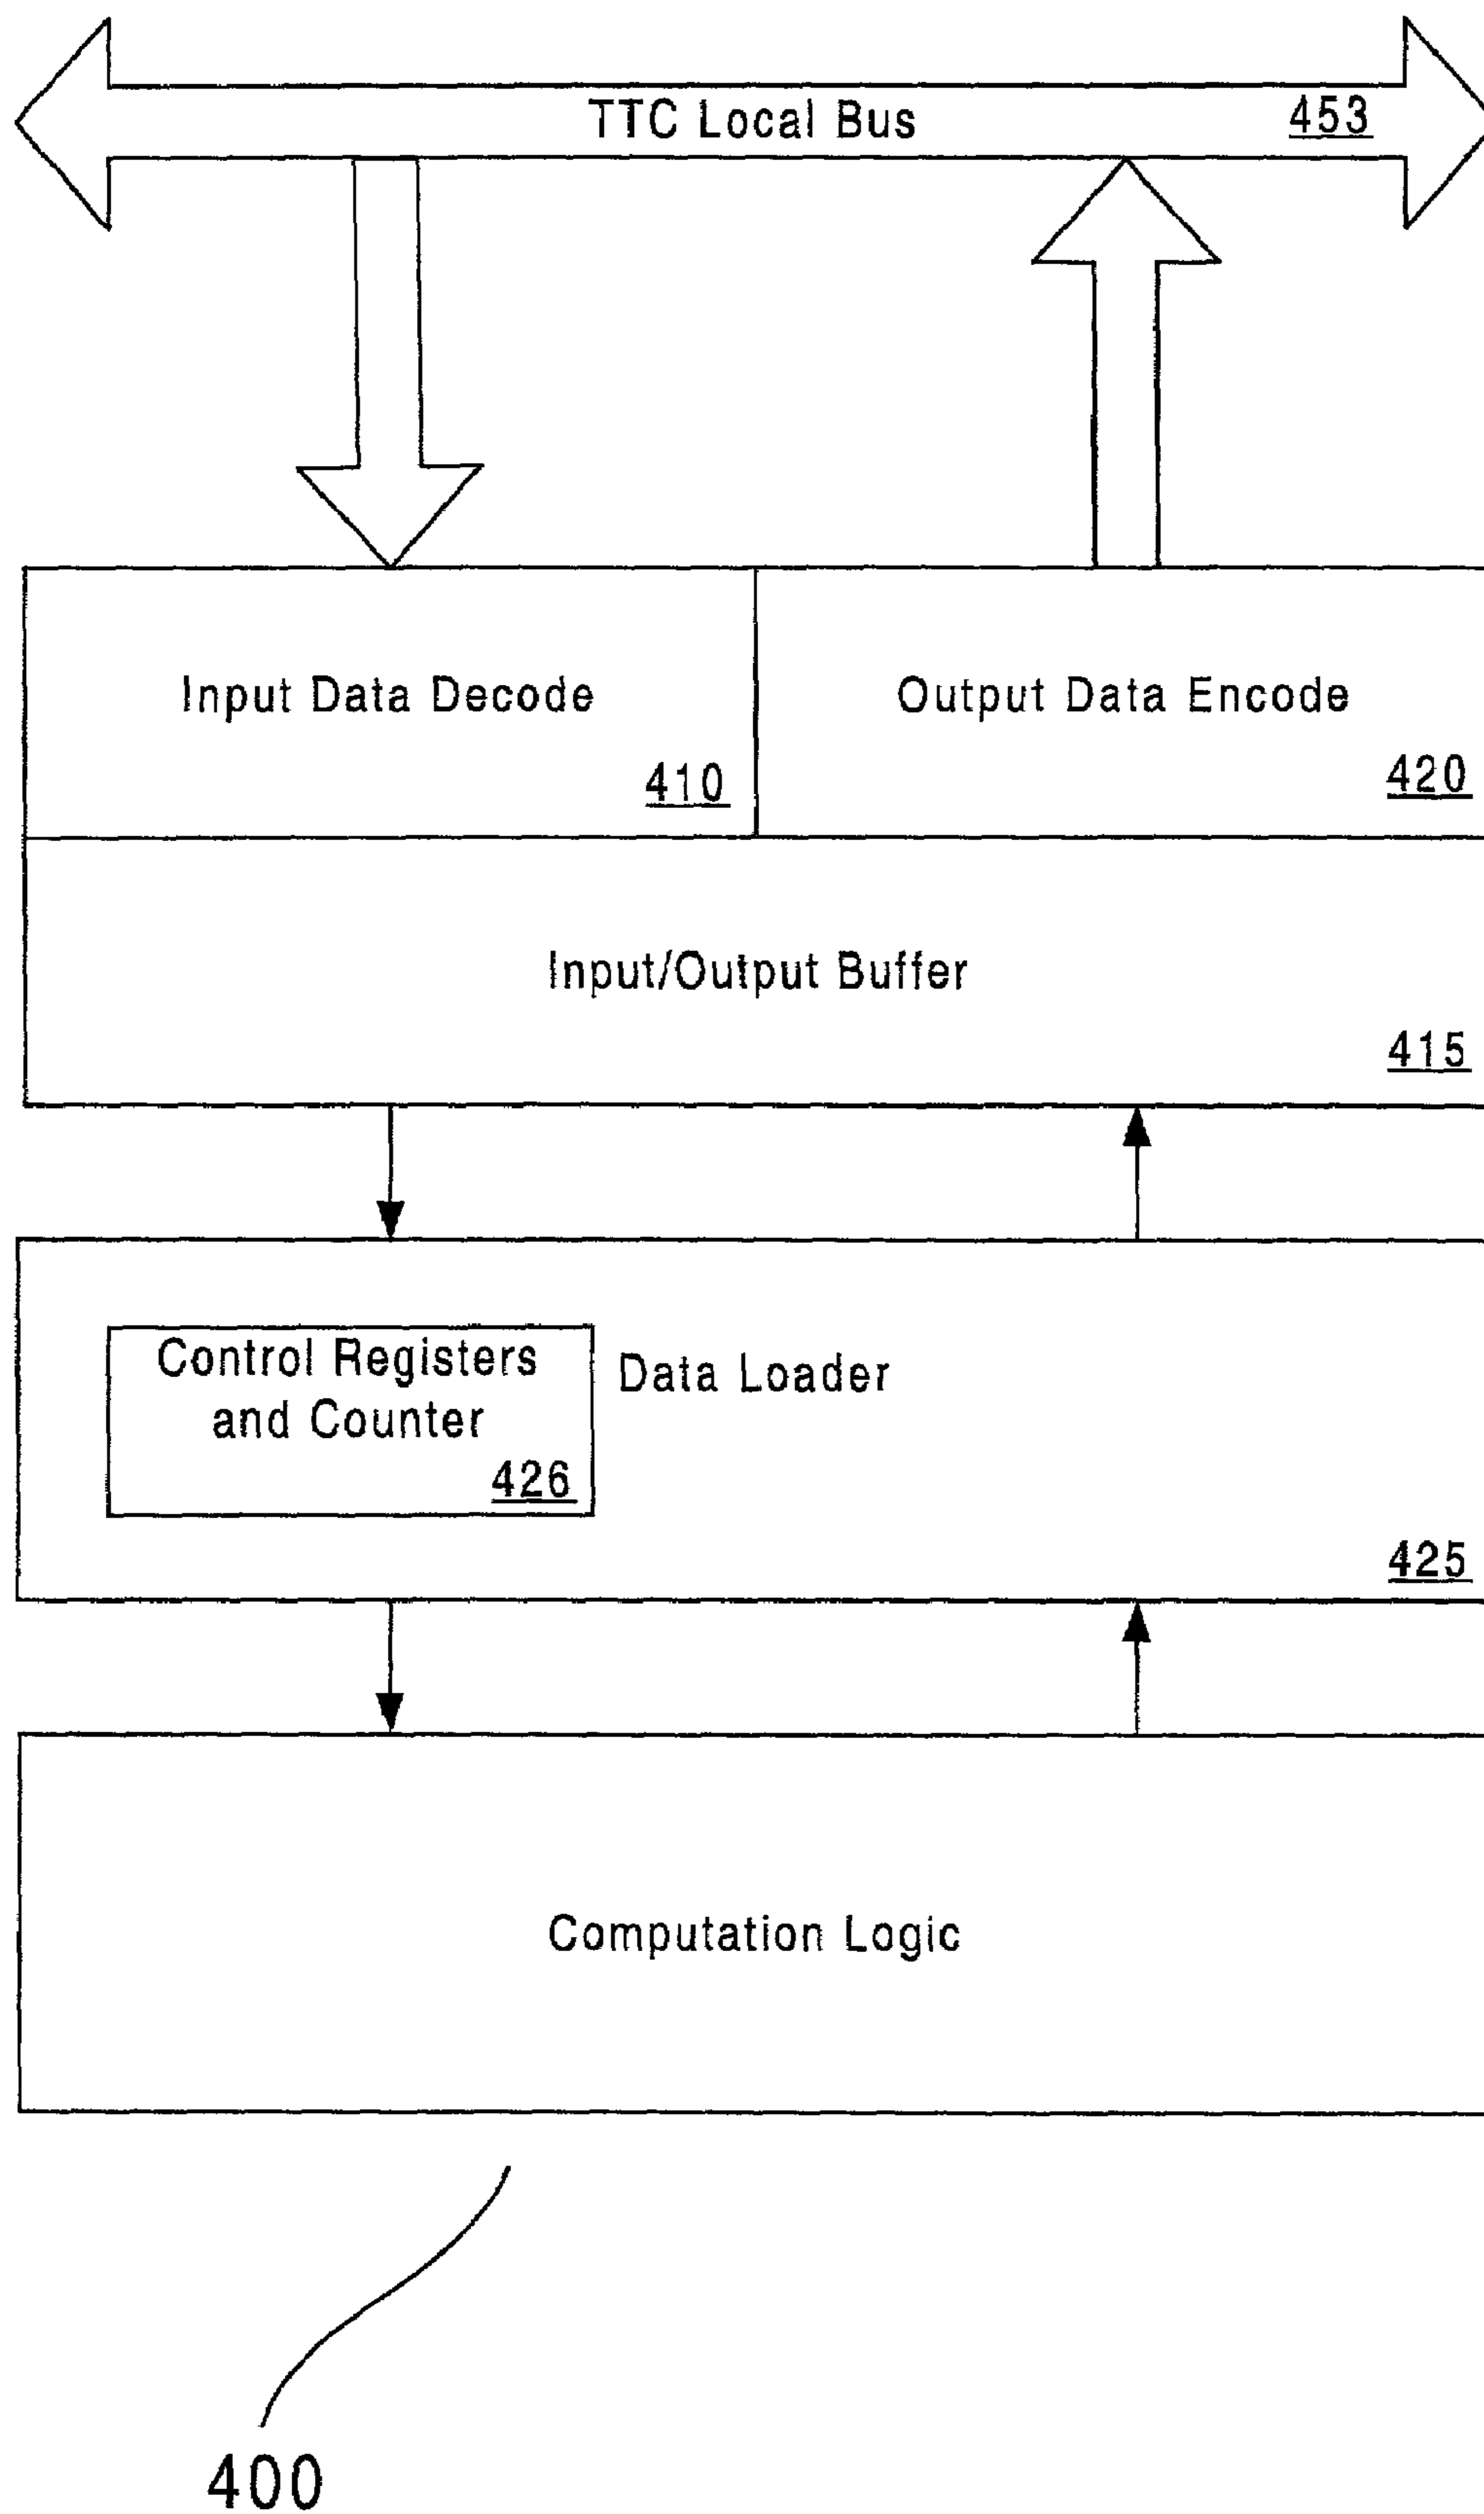 TTC Local Bus 453
Input Data Decode
410
Output Data Encode
420
Input/Output Buffer
415
Control Registers
and Counter
426
Data Loader
425
Computation Logic
400